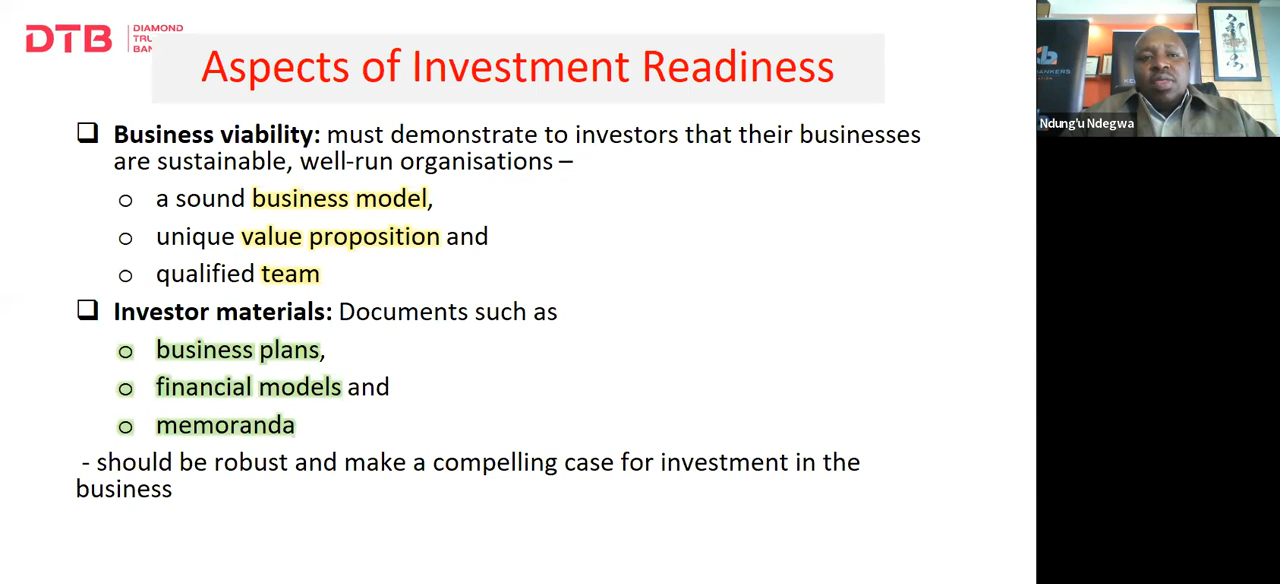 DTB
DIAMOND
TRU
BAN
Aspects of Investment Readiness
Business viability: must demonstrate to investors that their businesses
are sustainable, well-run organisations –
o a sound business model,
o unique value proposition and
o qualified team
Investor materials: Documents such as
o business plans,
o financial models and
o memoranda
- should be robust and make a compelling case for investment in the
business
Ndung'u Ndegwa